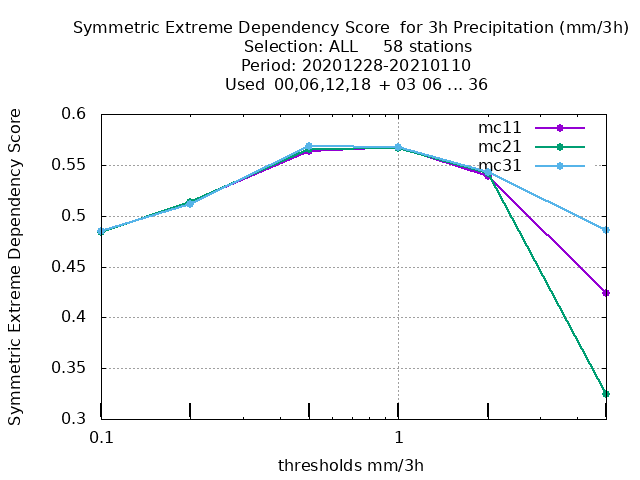 Symmetric Extreme Dependency Score  for 3h Precipitation (mm/3h)
Selection: ALL     58 stations
Period: 20201228-20210110
Used  00,06,12,18  + 03 06 ... 36
Symmetric Extreme Dependency Score
0.6
0.55
0.5
0.45
0.4
0.35
0.3
mc11
mc21
mc31
0.1
1
thresholds mm/3h